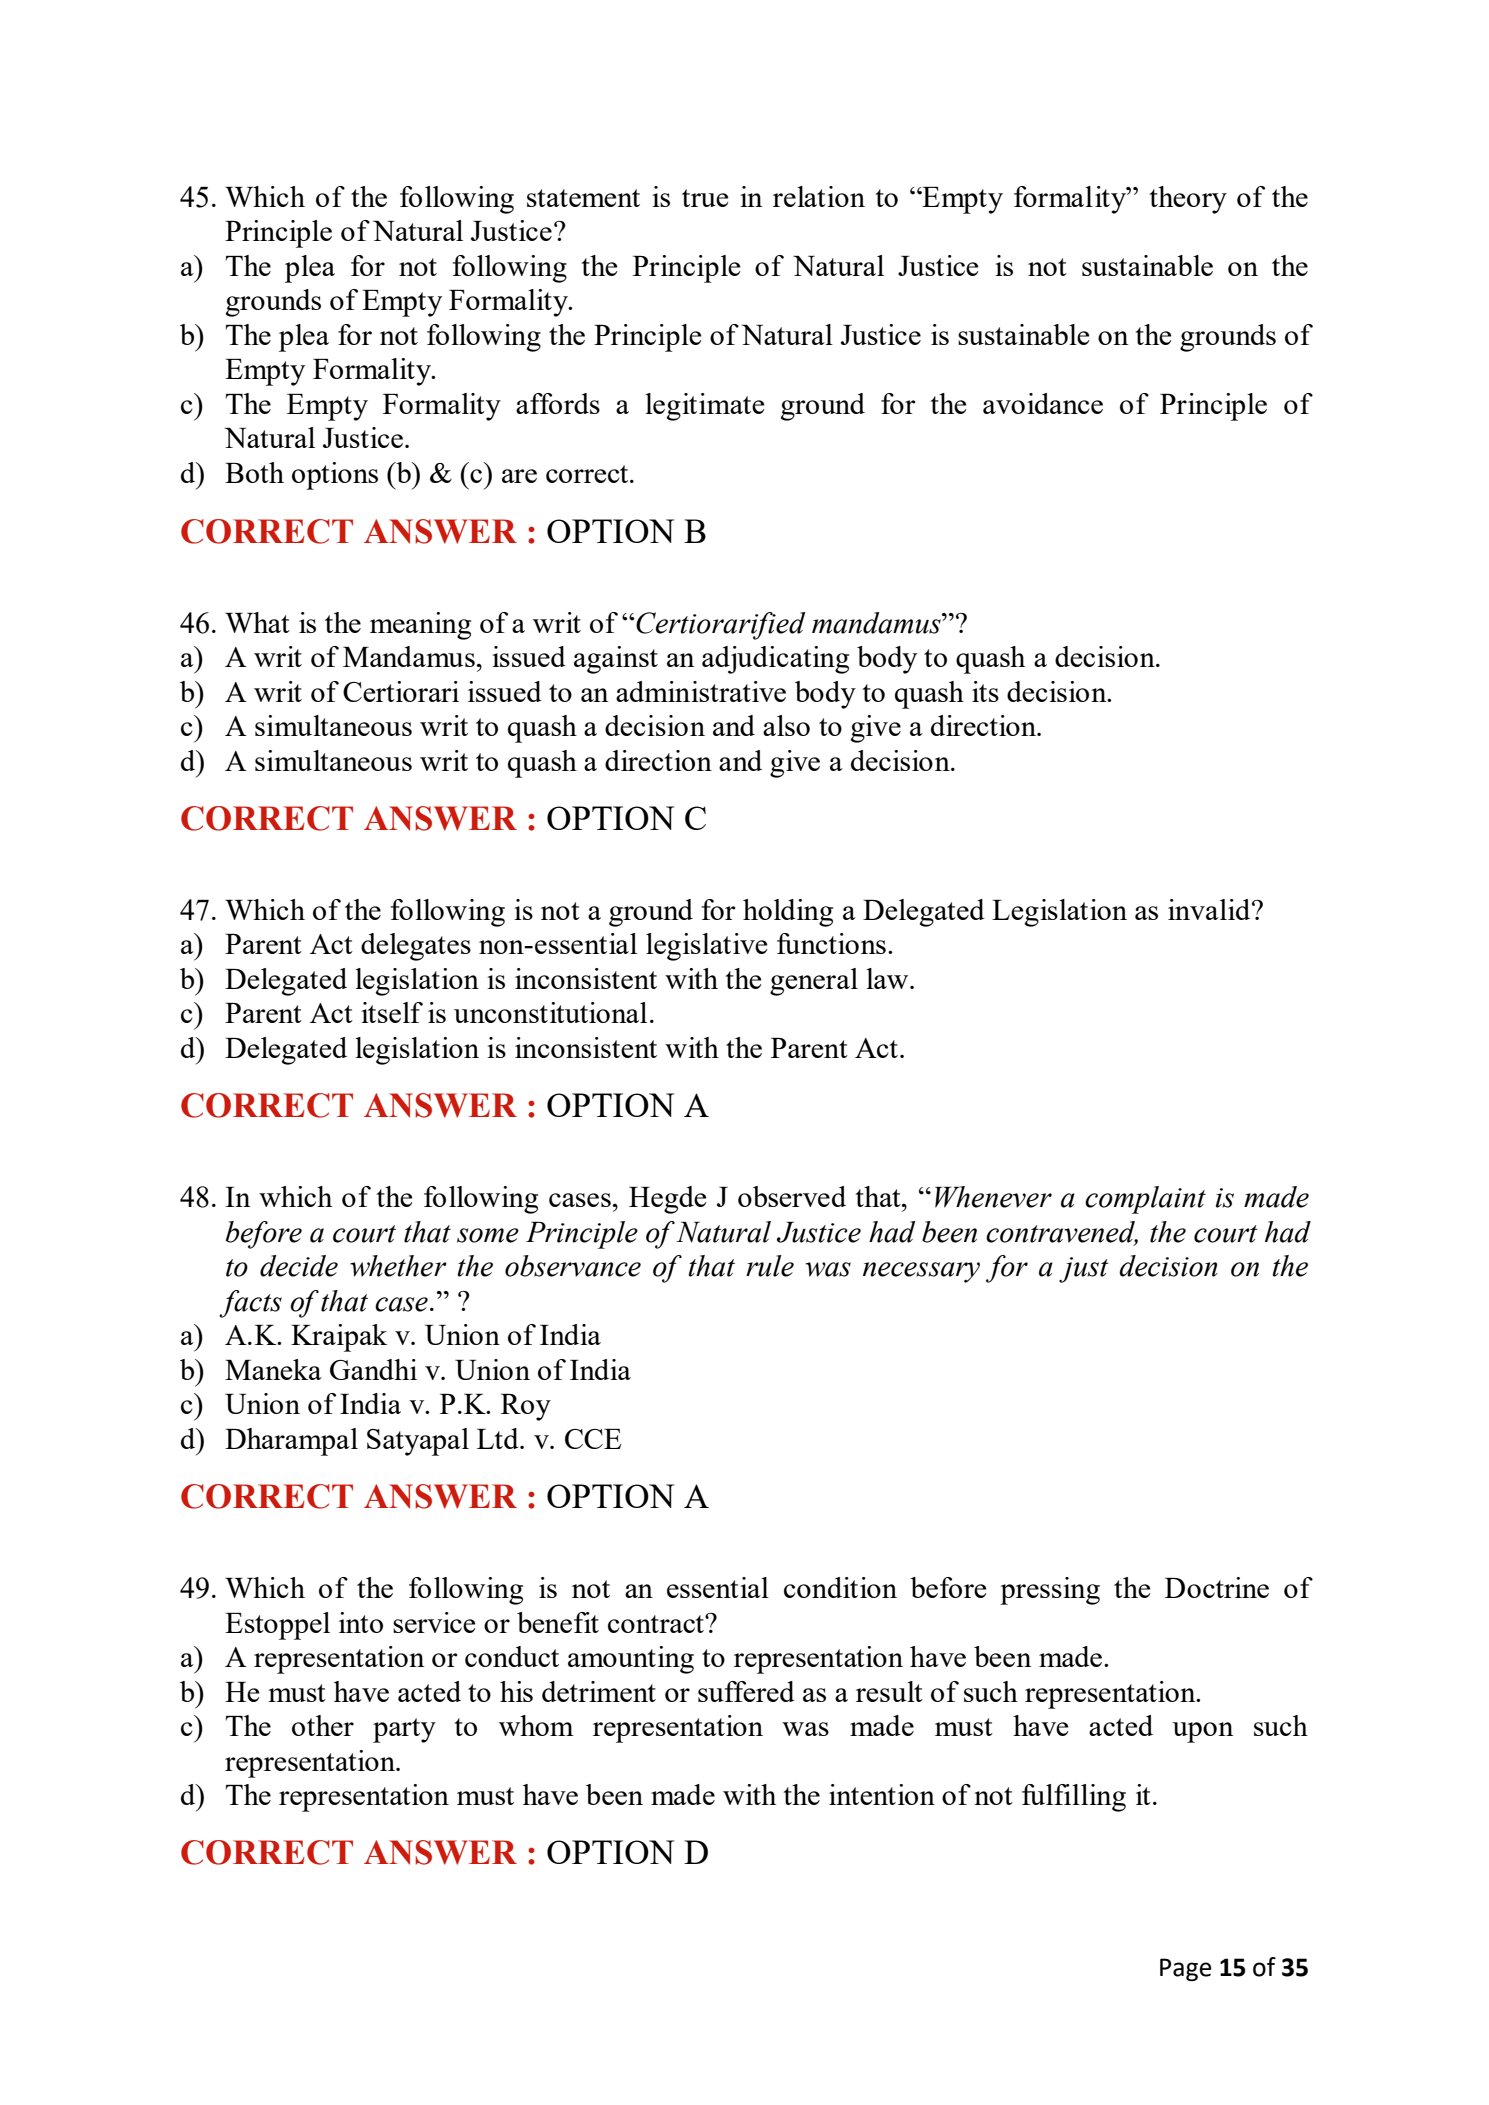 45. Which of the following statement is true in relation to “Empty formality” theory of the
Principle of Natural Justice?
a) The plea for not following the Principle of Natural Justice is not sustainable on the
grounds of Empty Formality.
b) The plea for not following the Principle of Natural Justice is sustainable on the grounds of
Empty Formality.
c) The Empty Formality affords a legitimate ground for the avoidance of Principle of
Natural Justice.
d) Both options (b) & (c) are correct.
CORRECT ANSWER : OPTION B
46. What is the meaning of a writ of “Certiorarified mandamus”?
a) A writ of Mandamus, issued against an adjudicating body to quash a decision.
b) A writ of Certiorari issued to an administrative body to quash its decision.
c) A simultaneous writ to quash a decision and also to give a direction.
d) A simultaneous writ to quash a direction and give a decision.
CORRECT ANSWER : OPTION C
47. Which of the following is not a ground for holding a Delegated Legislation as invalid?
a) Parent Act delegates non-essential legislative functions.
b) Delegated legislation is inconsistent with the general law.
c) Parent Act itself is unconstitutional.
d) Delegated legislation is inconsistent with the Parent Act.
CORRECT ANSWER : OPTION A
48. In which of the following cases, Hegde J observed that, “Whenever a complaint is made
before a court that some Principle of Natural Justice had been contravened, the court had
to decide whether the observance of that rule was necessary for a just decision on the
facts of that case.” ?
a) A.K. Kraipak v. Union of India
b) Maneka Gandhi v. Union of India
c) Union of India v. P.K. Roy
d) Dharampal Satyapal Ltd. v. CCE
CORRECT ANSWER : OPTION A
49. Which of the following is not an essential condition before pressing the Doctrine of
Estoppel into service or benefit contract?
a) A representation or conduct amounting to representation have been made.
b) He must have acted to his detriment or suffered as a result of such representation.
c) The other party to whom representation was made must have acted upon such
representation.
d) The representation must have been made with the intention of not fulfilling it.
CORRECT ANSWER : OPTION D
Page 15 of 35